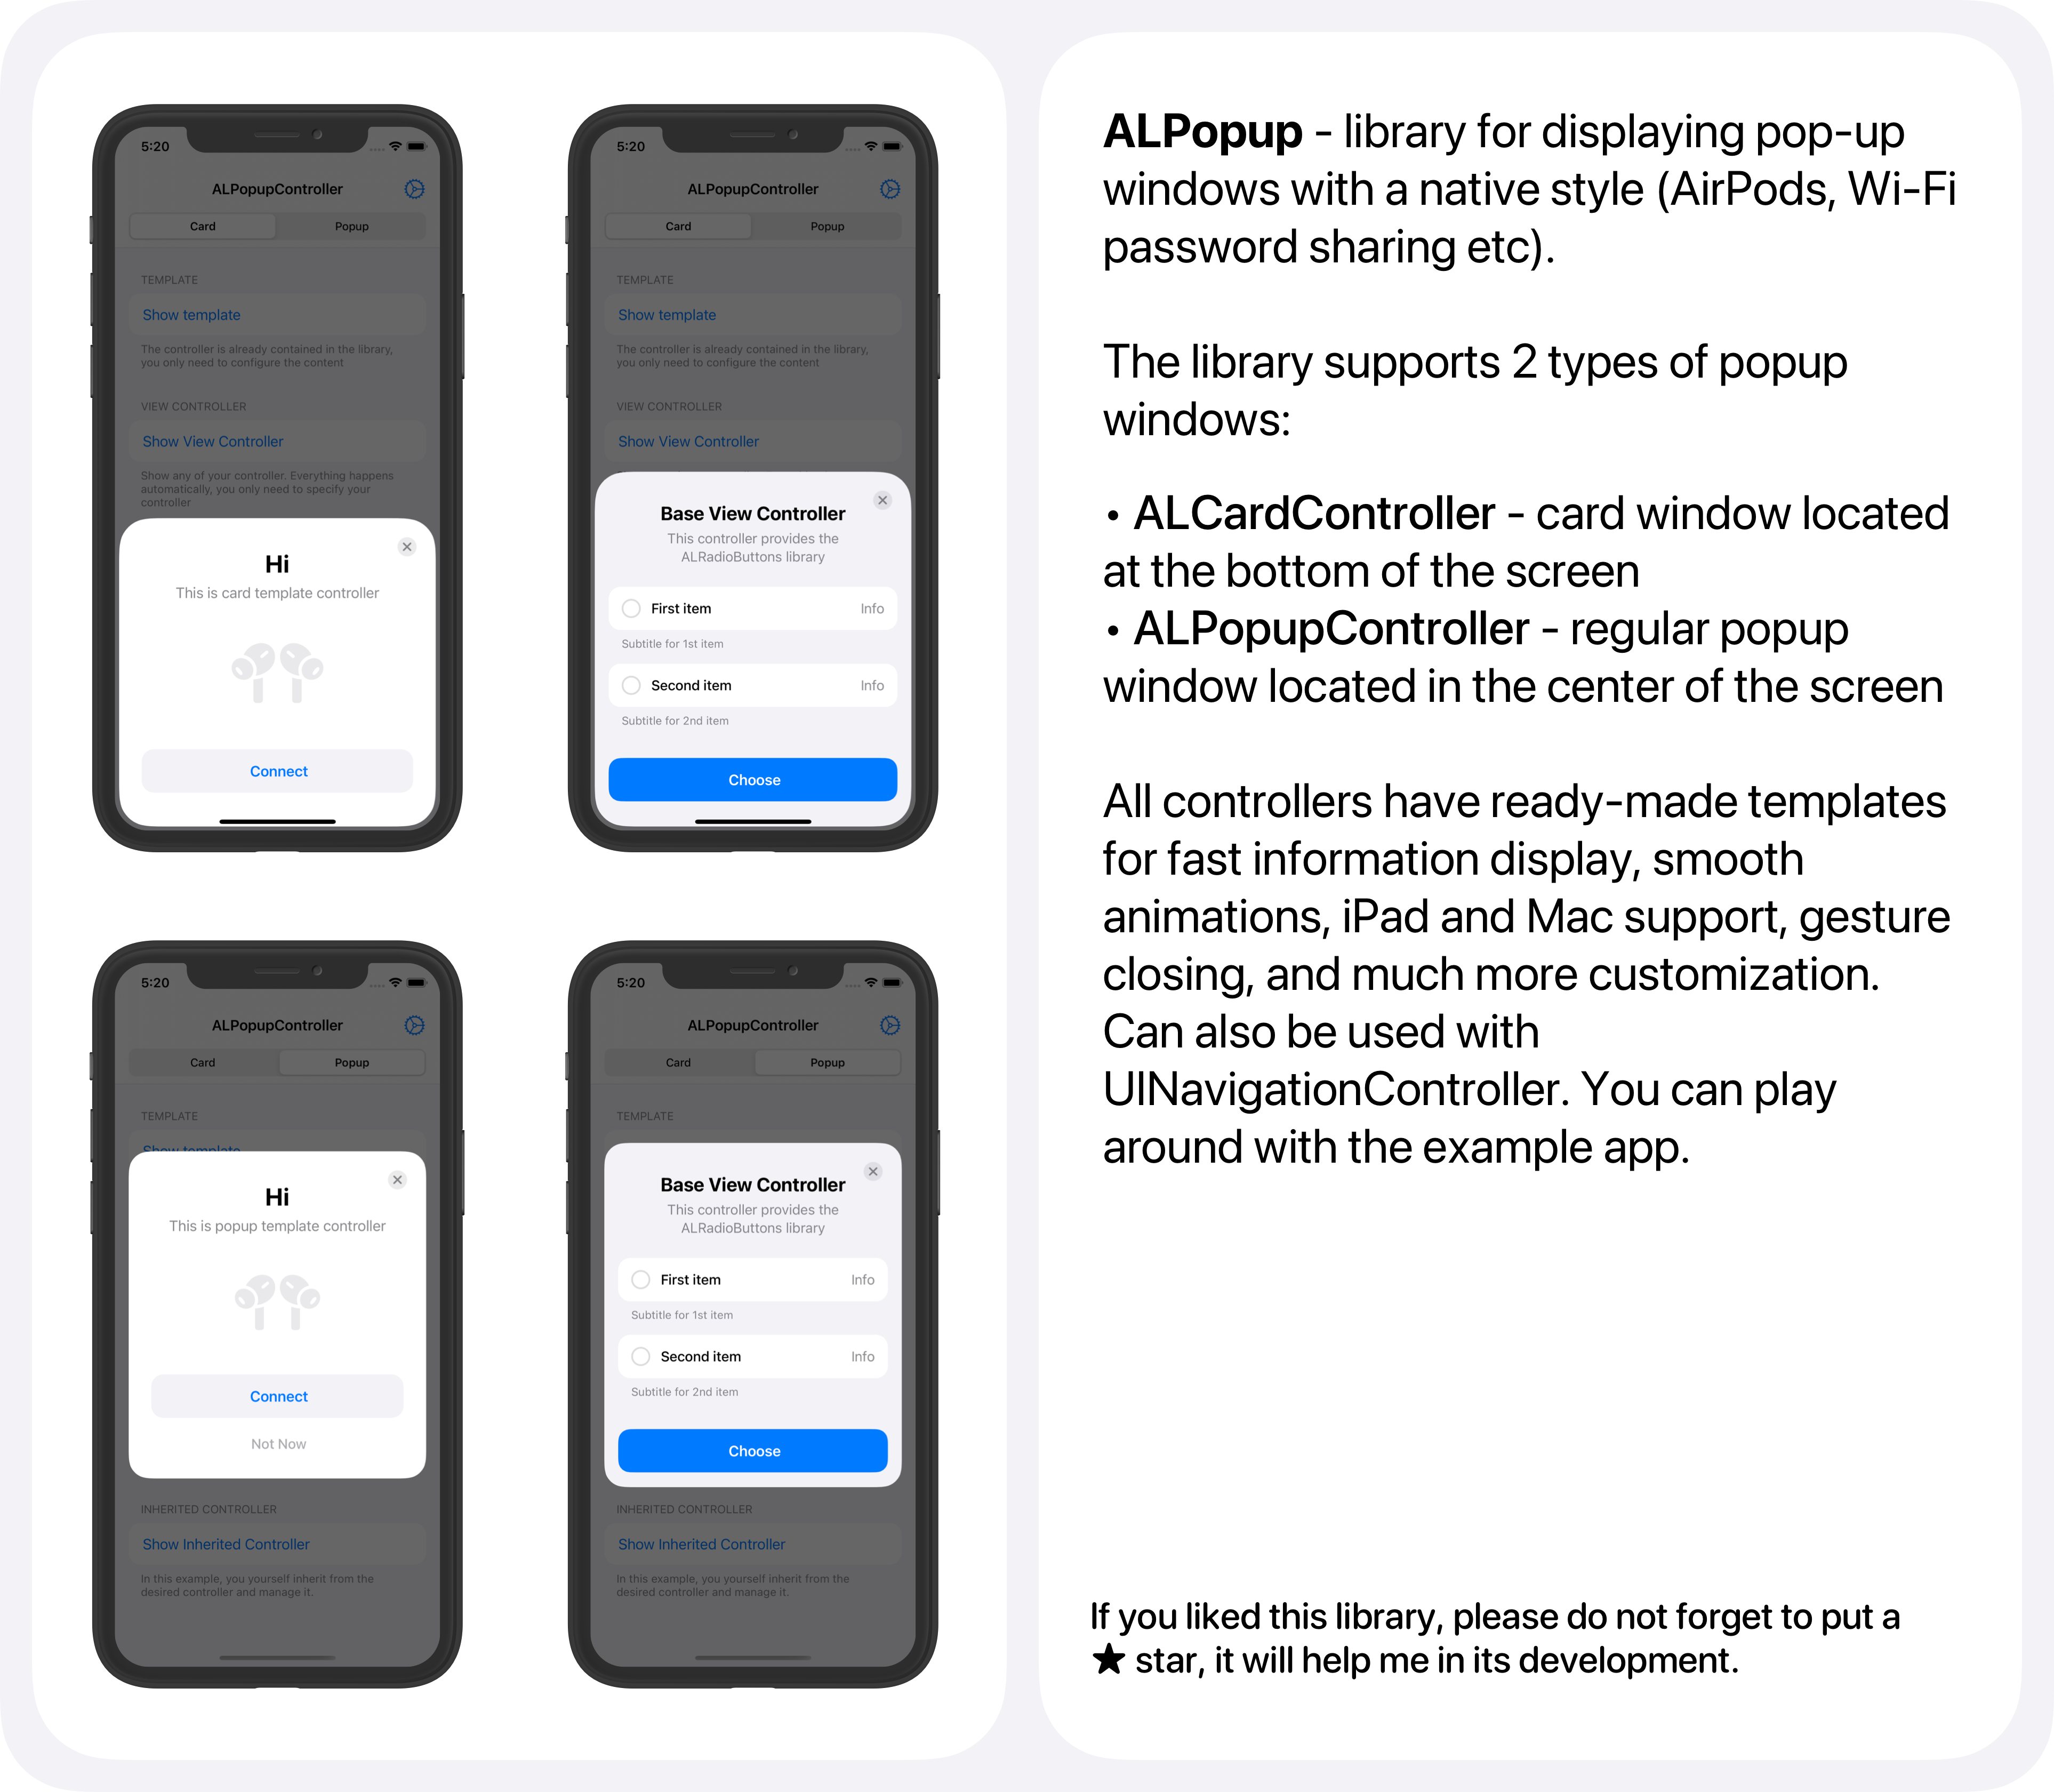 5:20
ALPopupController
Card
Popup
TEMPLATE
Show template
The controller is already contained in the library,
you only need to configure the content
VIEW CONTROLLER
Show View Controller
Show any of your controller. Everything happens
automatically, you only need to specify your
controller
Hi
This is card template controller
Connect
5:20
ALPopupController
Card
Popup
TEMPLATE
Show template
The controller is already contained in the library,
you only need to configure the content
VIEW CONTROLLER
Show View Controller
Base View Controller
This controller provides the
ALRadioButtons library
First item
Info
Subtitle for 1st item
Second item
Info
Subtitle for 2nd item
Choose
5:20
ALPopupController
Card
Popup
TEMPLATE
Show template
Hi
This is popup template controller
Connect
Not Now
INHERITED CONTROLLER
Show Inherited Controller
In this example, you yourself inherit from the
desired controller and manage it.
5:20
ALPopupController
Card
Popup
TEMPLATE
Base View Controller
This controller provides the
ALRadioButtons library
First item
Info
Subtitle for 1st item
Second item
Info
Subtitle for 2nd item
Choose
INHERITED CONTROLLER
Show Inherited Controller
In this example, you yourself inherit from the
desired controller and manage it.
ALPopup - library for displaying pop-up
windows with a native style (AirPods, Wi-Fi
password sharing etc).
The library supports 2 types of popup
windows:
• ALCardController - card window located
at the bottom of the screen
• ALPopupController - regular popup
window located in the center of the screen
All controllers have ready-made templates
for fast information display, smooth
animations, iPad and Mac support, gesture
closing, and much more customization.
Can also be used with
UINavigationController. You can play
around with the example app.
If you liked this library, please do not forget to put a
★ star, it will help me in its development.